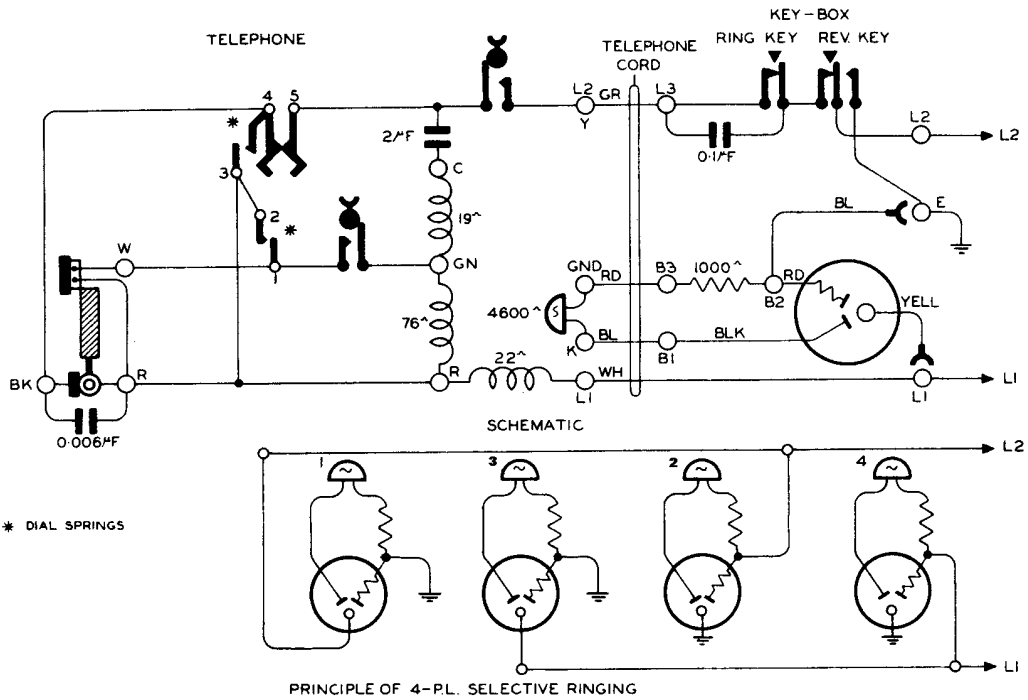 KEY-BOX
TELEPHONE
TELEPHONE
CORD
RING KEY
REV. KEY
4
5
*
L2
GR
L3
Y
2µF
0·1µF
L2
L2
3
C
2
*
19^
BL
E
W
1
GN
GND
RD
B3
1000^
RD
B2
YELL
4600^
76^
K
BL
B1
BLK
BK
R
R
22^
L1
WH
L1
L1
0·006µF
SCHEMATIC
L2
1
3
2
4
* DIAL SPRINGS
L1
PRINCIPLE OF 4-P.L. SELECTIVE RINGING